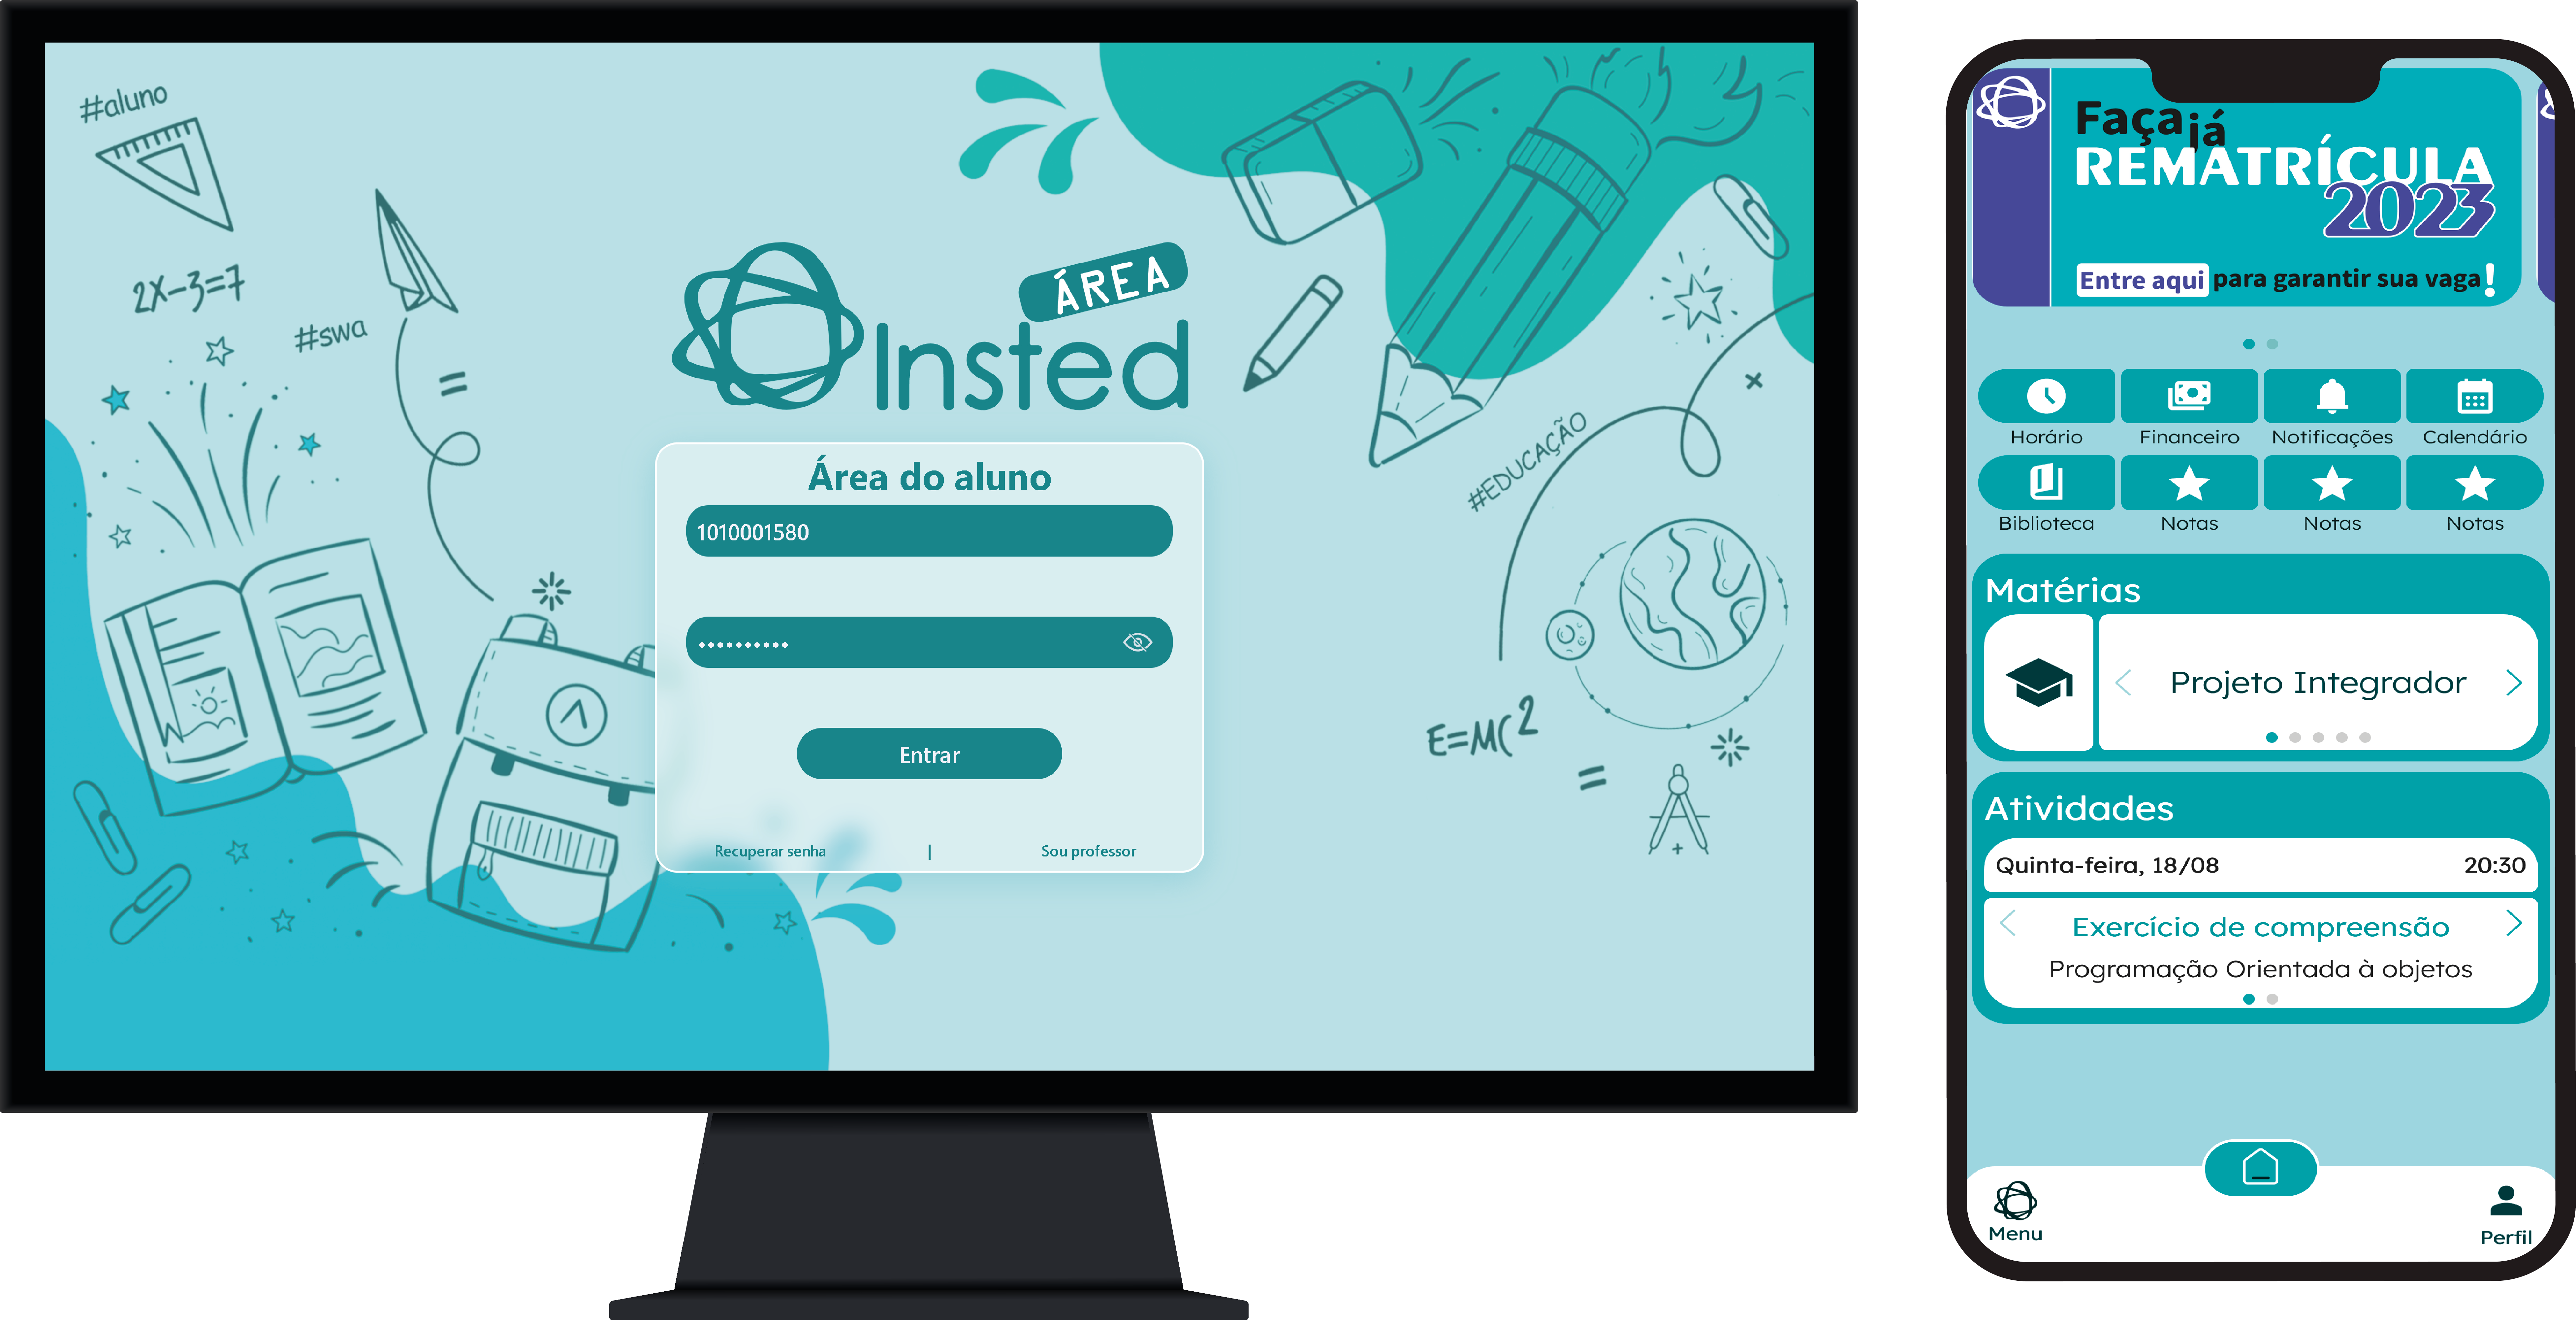 #aluno
2X-3=7
#swa
=
ÁREA
Insted
Área do aluno
1010001580
••••••••••
Entrar
Recuperar senha | Sou professor
#EDUCAÇÃO
E=MC2
=
Faça já
REMATRÍCULA
2023
Entre aqui para garantir sua vaga!
Horário Financeiro Notificações Calendário
Biblioteca Notas Notas Notas
Matérias
Projeto Integrador
Atividades
Quinta-feira, 18/08 20:30
Exercício de compreensão
Programação Orientada à objetos
Menu Perfil